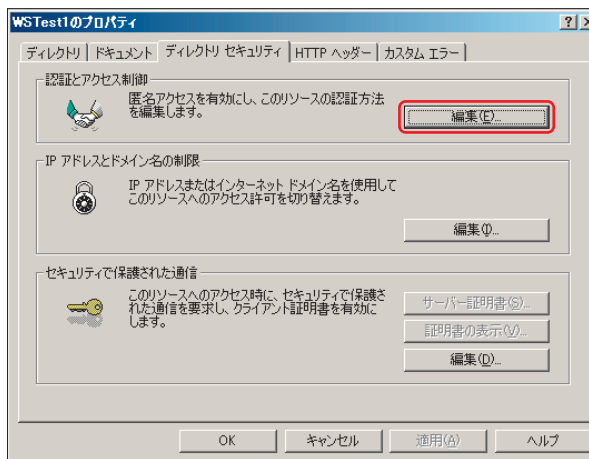 WSTest1のプロパティ
ディレクトリ ドキュメント ディレクトリ セキュリティ HTTP ヘッダー カスタム エラー
認証とアクセス制御
匿名アクセスを有効にし、このリソースの認証方法
を編集します。
編集(E)...
IP アドレスとドメイン名の制限
IP アドレスまたはインターネット ドメイン名を使用して
このリソースへのアクセス許可を切り替えます。
編集(I)...
セキュリティで保護された通信
このリソースへのアクセス時に、セキュリティで保護さ
れた通信を要求し、クライアント証明書を有効に
します。
サーバー証明書(S)...
証明書の表示(V)...
編集(D)...
OK キャンセル 適用(A) ヘルプ